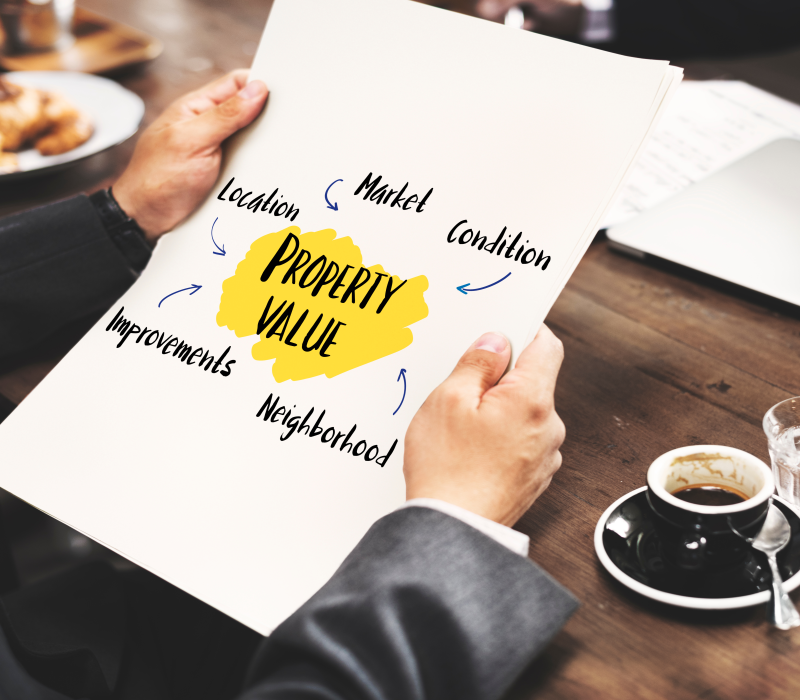 Market
Location
Condition
PROPERTY
VALUE
Improvements
Neighborhood